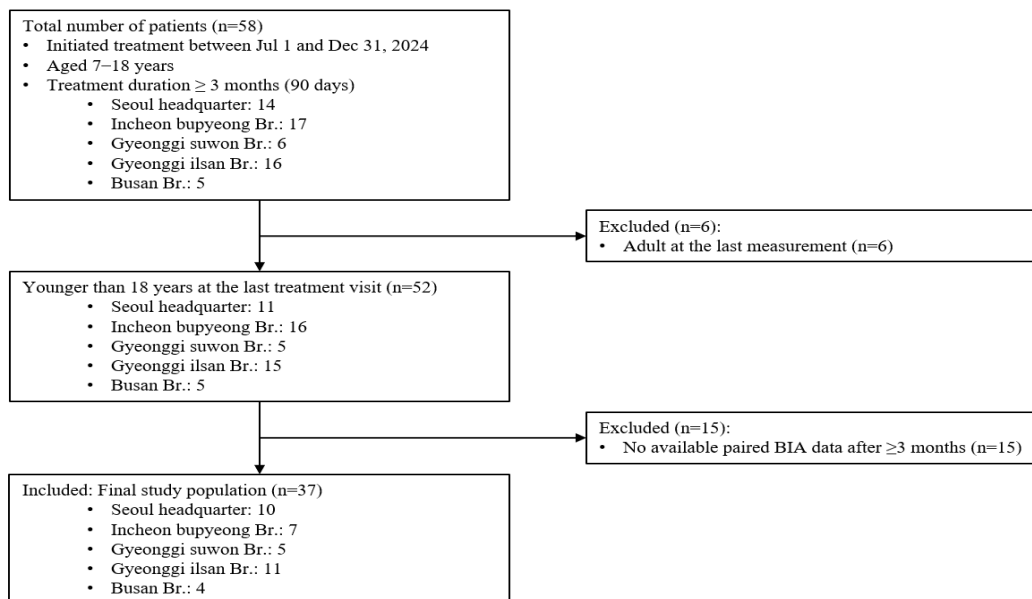 Total number of patients (n=58)
• Initiated treatment between Jul 1 and Dec 31, 2024
• Aged 7–18 years
• Treatment duration ≥ 3 months (90 days)
• Seoul headquarter: 14
• Incheon bupyeong Br.: 17
• Gyeonggi suwon Br.: 6
• Gyeonggi ilsan Br.: 16
• Busan Br.: 5
Excluded (n=6):
• Adult at the last measurement (n=6)
Younger than 18 years at the last treatment visit (n=52)
• Seoul headquarter: 11
• Incheon bupyeong Br.: 16
• Gyeonggi suwon Br.: 5
• Gyeonggi ilsan Br.: 15
• Busan Br.: 5
Excluded (n=15):
• No available paired BIA data after ≥3 months (n=15)
Included: Final study population (n=37)
• Seoul headquarter: 10
• Incheon bupyeong Br.: 7
• Gyeonggi suwon Br.: 5
• Gyeonggi ilsan Br.: 11
• Busan Br.: 4